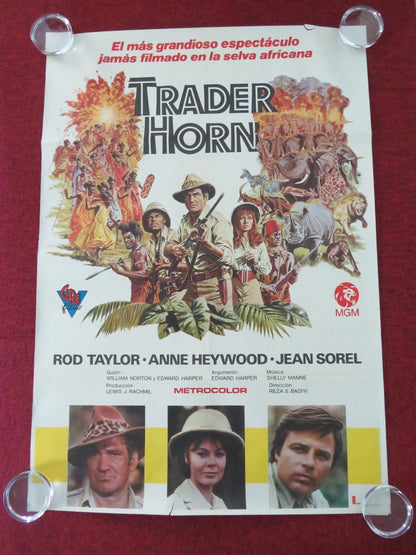 El más grandioso espectáculo
jamás filmado en la selva africana
TRADER
HORN
MGM
ROD TAYLOR · ANNE HEYWOOD · JEAN SOREL
Guión: Argumento: Música:
WILLIAM NORTON y EDWARD HARPER EDWARD HARPER SHELLY MANNE
Producción: Dirección:
LEWIS J. RACHMIL METROCOLOR REZA S. BADIYI